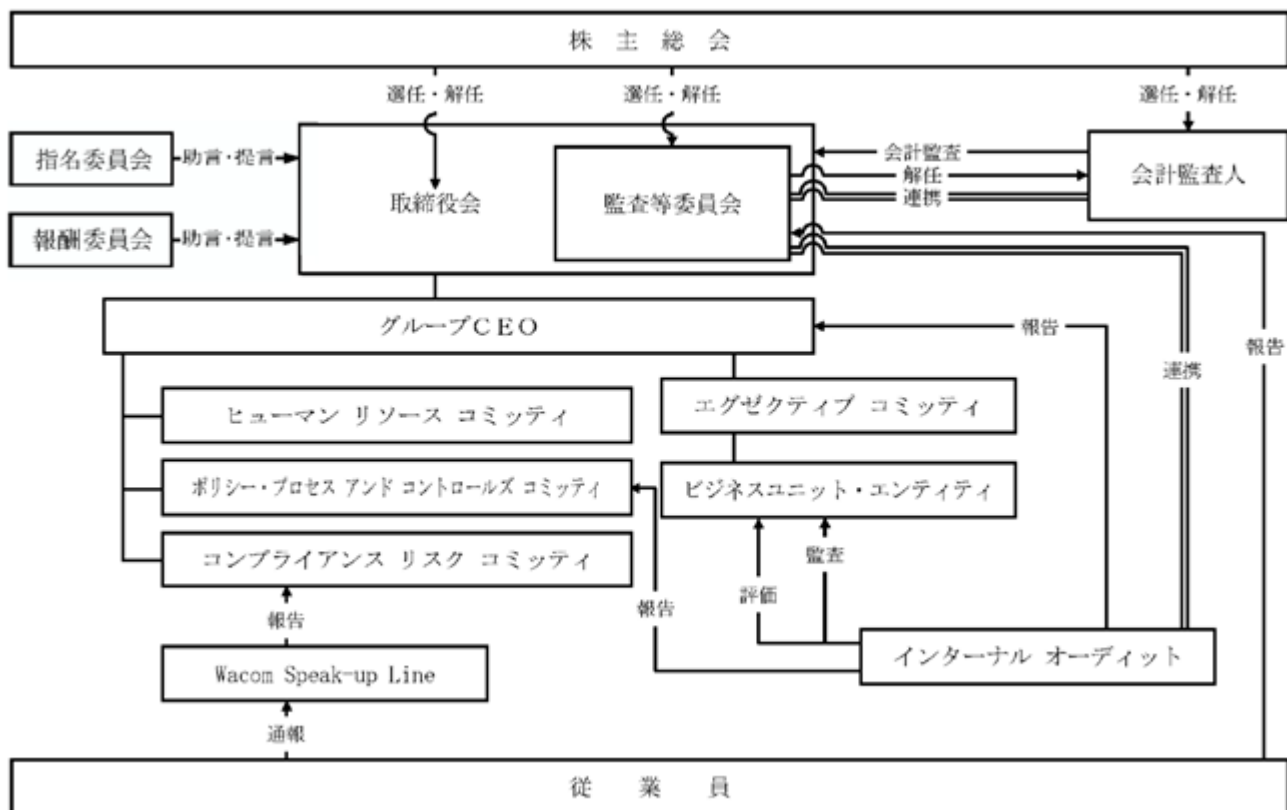 株 主 総 会
選任・解任
選任・解任
選任・解任
指名委員会
助言・提言
報酬委員会
助言・提言
取締役会
監査等委員会
会計監査
解任
連携
会計監査人
グループCEO
報告
連携
報告
ヒューマン リソース コミッティ
エグゼクティブ コミッティ
ポリシー・プロセス アンド コントロールズ コミッティ
ビジネスユニット・エンティティ
コンプライアンス リスク コミッティ
監査
評価
報告
報告
インターナル オーディット
Wacom Speak-up Line
通報
従 業 員